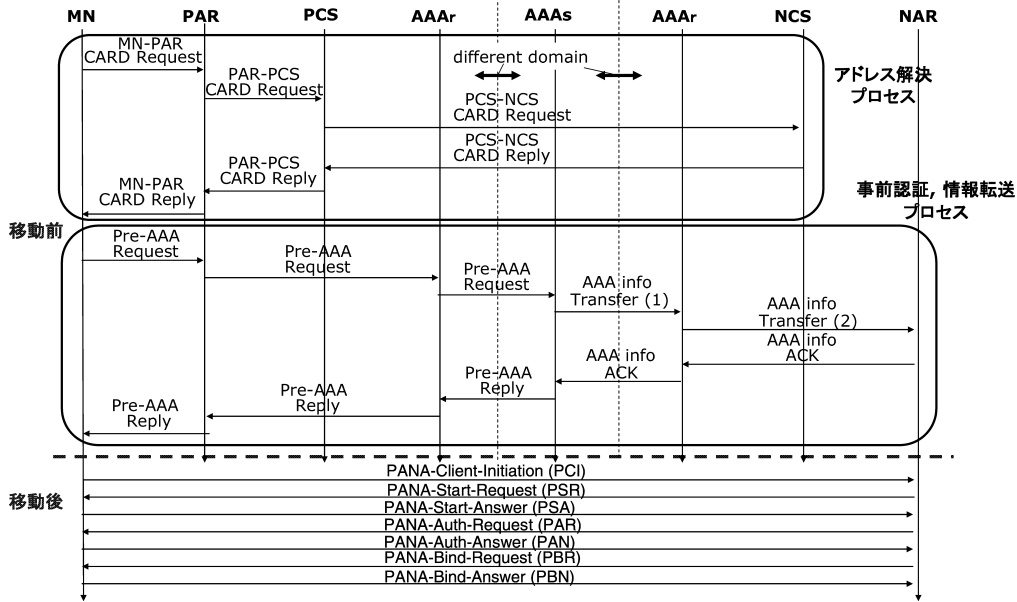 MN PAR PCS AAAr AAAs AAAr NCS NAR
MN-PAR
CARD Request
different domain
アドレス解決
プロセス
PAR-PCS
CARD Request
PCS-NCS
CARD Request
PCS-NCS
CARD Reply
PAR-PCS
CARD Reply
MN-PAR
CARD Reply
事前認証, 情報転送
プロセス
移動前
Pre-AAA
Request
Pre-AAA
Request
Pre-AAA
Request
AAA info
Transfer (1)
AAA info
Transfer (2)
AAA info
ACK
AAA info
ACK
Pre-AAA
Reply
Pre-AAA
Reply
Pre-AAA
Reply
移動後
PANA-Client-Initiation (PCI)
PANA-Start-Request (PSR)
PANA-Start-Answer (PSA)
PANA-Auth-Request (PAR)
PANA-Auth-Answer (PAN)
PANA-Bind-Request (PBR)
PANA-Bind-Answer (PBN)